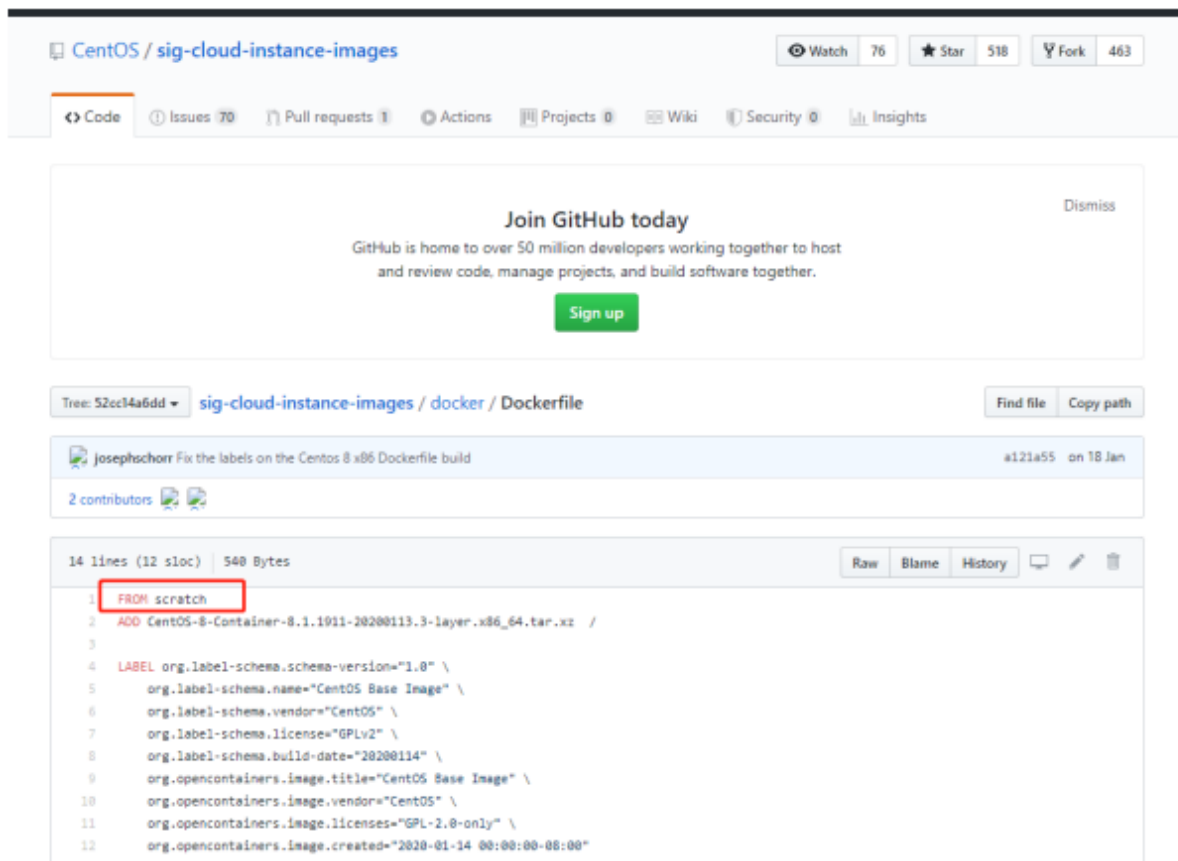 CentOS / sig-cloud-instance-images
Watch 76 Star 518 Fork 463
Code Issues 70 Pull requests 1 Actions Projects 0 Wiki Security 0 Insights
Dismiss
Join GitHub today
GitHub is home to over 50 million developers working together to host
and review code, manage projects, and build software together.
Sign up
Tree: 52cc14a6dd sig-cloud-instance-images / docker / Dockerfile Find file Copy path
josephschorr Fix the labels on the Centos 8 x86 Dockerfile build a121a55 on 18 Jan
2 contributors
14 lines (12 sloc) 540 Bytes Raw Blame History
1 FROM scratch
2 ADD CentOS-8-Container-8.1.1911-20200113.3-layer.x86_64.tar.xz /
3
4 LABEL org.label-schema.schema-version="1.0" \
5 org.label-schema.name="CentOS Base Image" \
6 org.label-schema.vendor="CentOS" \
7 org.label-schema.license="GPLv2" \
8 org.label-schema.build-date="20200114" \
9 org.opencontainers.image.title="CentOS Base Image" \
10 org.opencontainers.image.vendor="CentOS" \
11 org.opencontainers.image.licenses="GPL-2.0-only" \
12 org.opencontainers.image.created="2020-01-14 00:00:00-08:00"